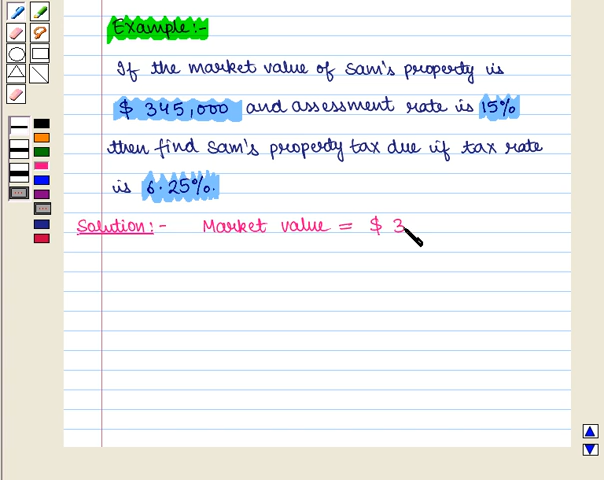 Example:-
If the market value of Sam's property is
$ 345,000 and assessment rate is 15%
then find Sam's property tax due if tax rate
is 6.25%.
Solution:- Market value = $ 3